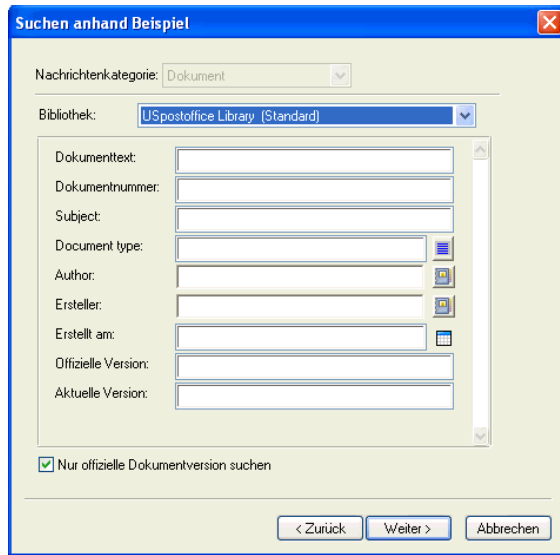 Suchen anhand Beispiel
Nachrichtenkategorie: Dokument
Bibliothek: USpostoffice Library (Standard)
Dokumenttext:
Dokumentnummer:
Subject:
Document type:
Author:
Ersteller:
Erstellt am:
Offizielle Version:
Aktuelle Version:
Nur offizielle Dokumentversion suchen
< Zurück Weiter > Abbrechen